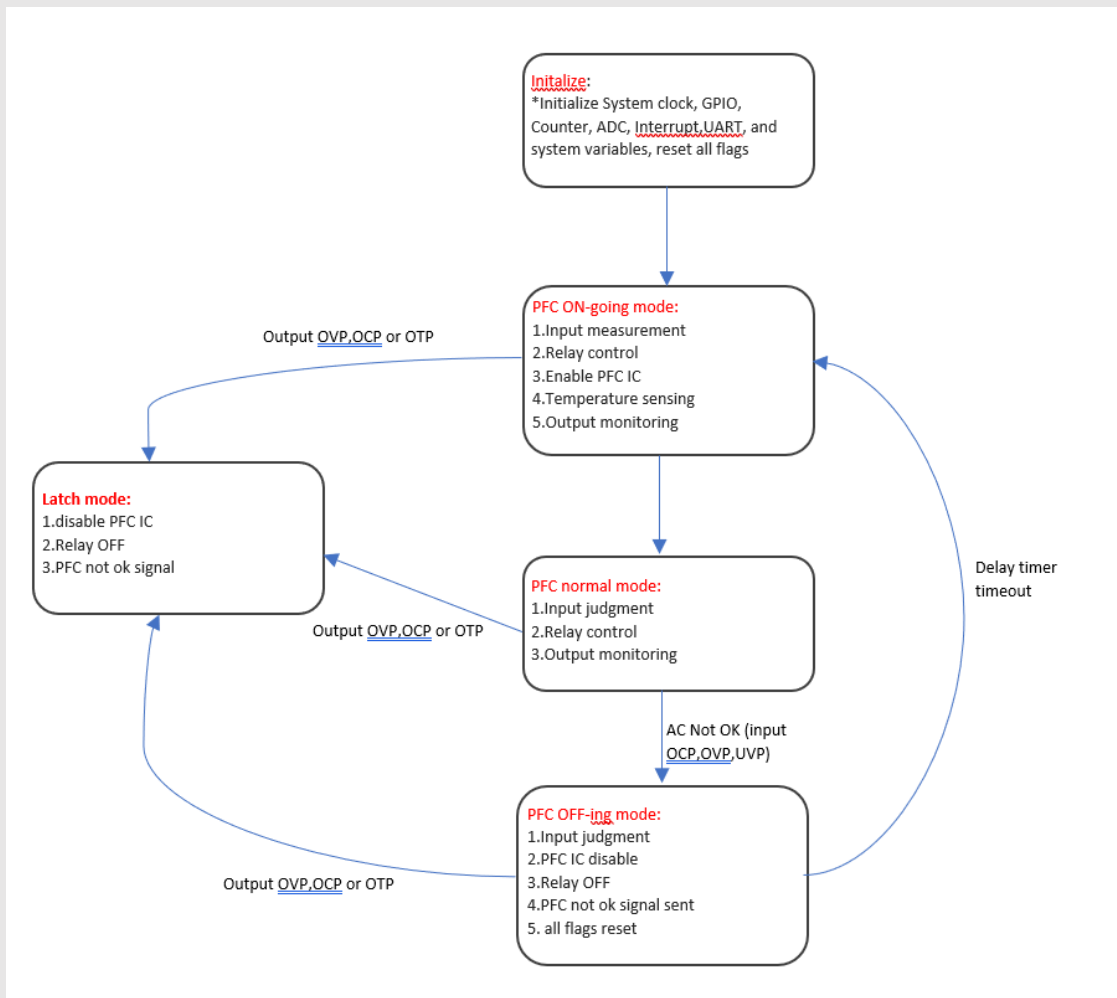 Initalize:
*Initialize System clock, GPIO,
Counter, ADC, Interrupt,UART, and
system variables, reset all flags
PFC ON-going mode:
1.Input measurement
2.Relay control
3.Enable PFC IC
4.Temperature sensing
5.Output monitoring
Output OVP,OCP or OTP
Latch mode:
1.disable PFC IC
2.Relay OFF
3.PFC not ok signal
Delay timer
timeout
PFC normal mode:
1.Input judgment
2.Relay control
3.Output monitoring
Output OVP,OCP or OTP
AC Not OK (input
OCP,OVP,UVP)
PFC OFF-ing mode:
1.Input judgment
2.PFC IC disable
3.Relay OFF
4.PFC not ok signal sent
5. all flags reset
Output OVP,OCP or OTP